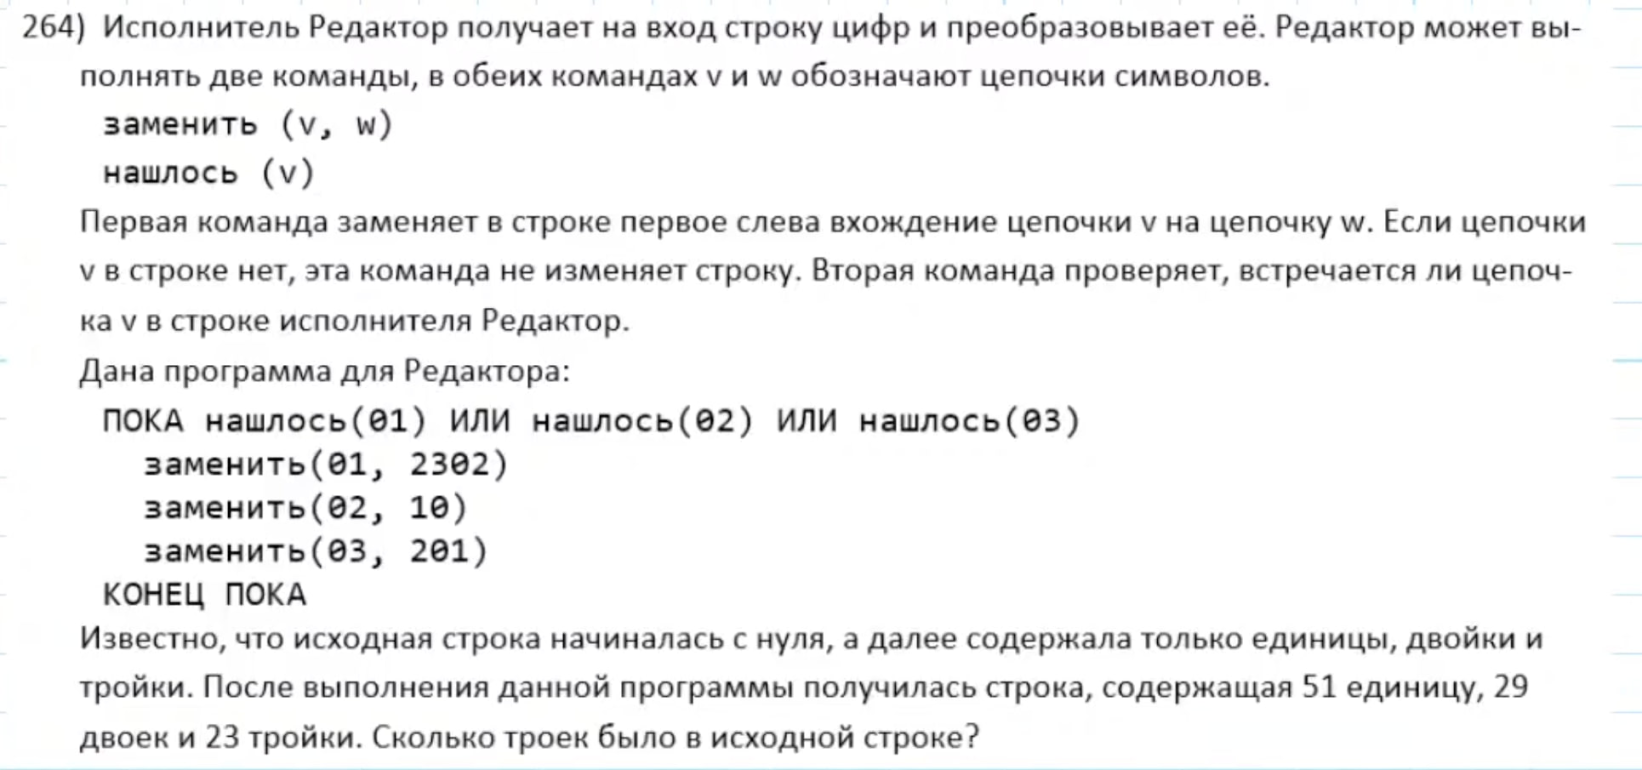 264) Исполнитель Редактор получает на вход строку цифр и преобразовывает её. Редактор может вы-
полнять две команды, в обеих командах v и w обозначают цепочки символов.
заменить (v, w)
нашлось (v)
Первая команда заменяет в строке первое слева вхождение цепочки v на цепочку w. Если цепочки
v в строке нет, эта команда не изменяет строку. Вторая команда проверяет, встречается ли цепоч-
ка v в строке исполнителя Редактор.
Дана программа для Редактора:
ПОКА нашлось(01) ИЛИ нашлось(02) ИЛИ нашлось(03)
заменить(01, 2302)
заменить(02, 10)
заменить(03, 201)
КОНЕЦ ПОКА
Известно, что исходная строка начиналась с нуля, а далее содержала только единицы, двойки и
тройки. После выполнения данной программы получилась строка, содержащая 51 единицу, 29
двоек и 23 тройки. Сколько троек было в исходной строке?